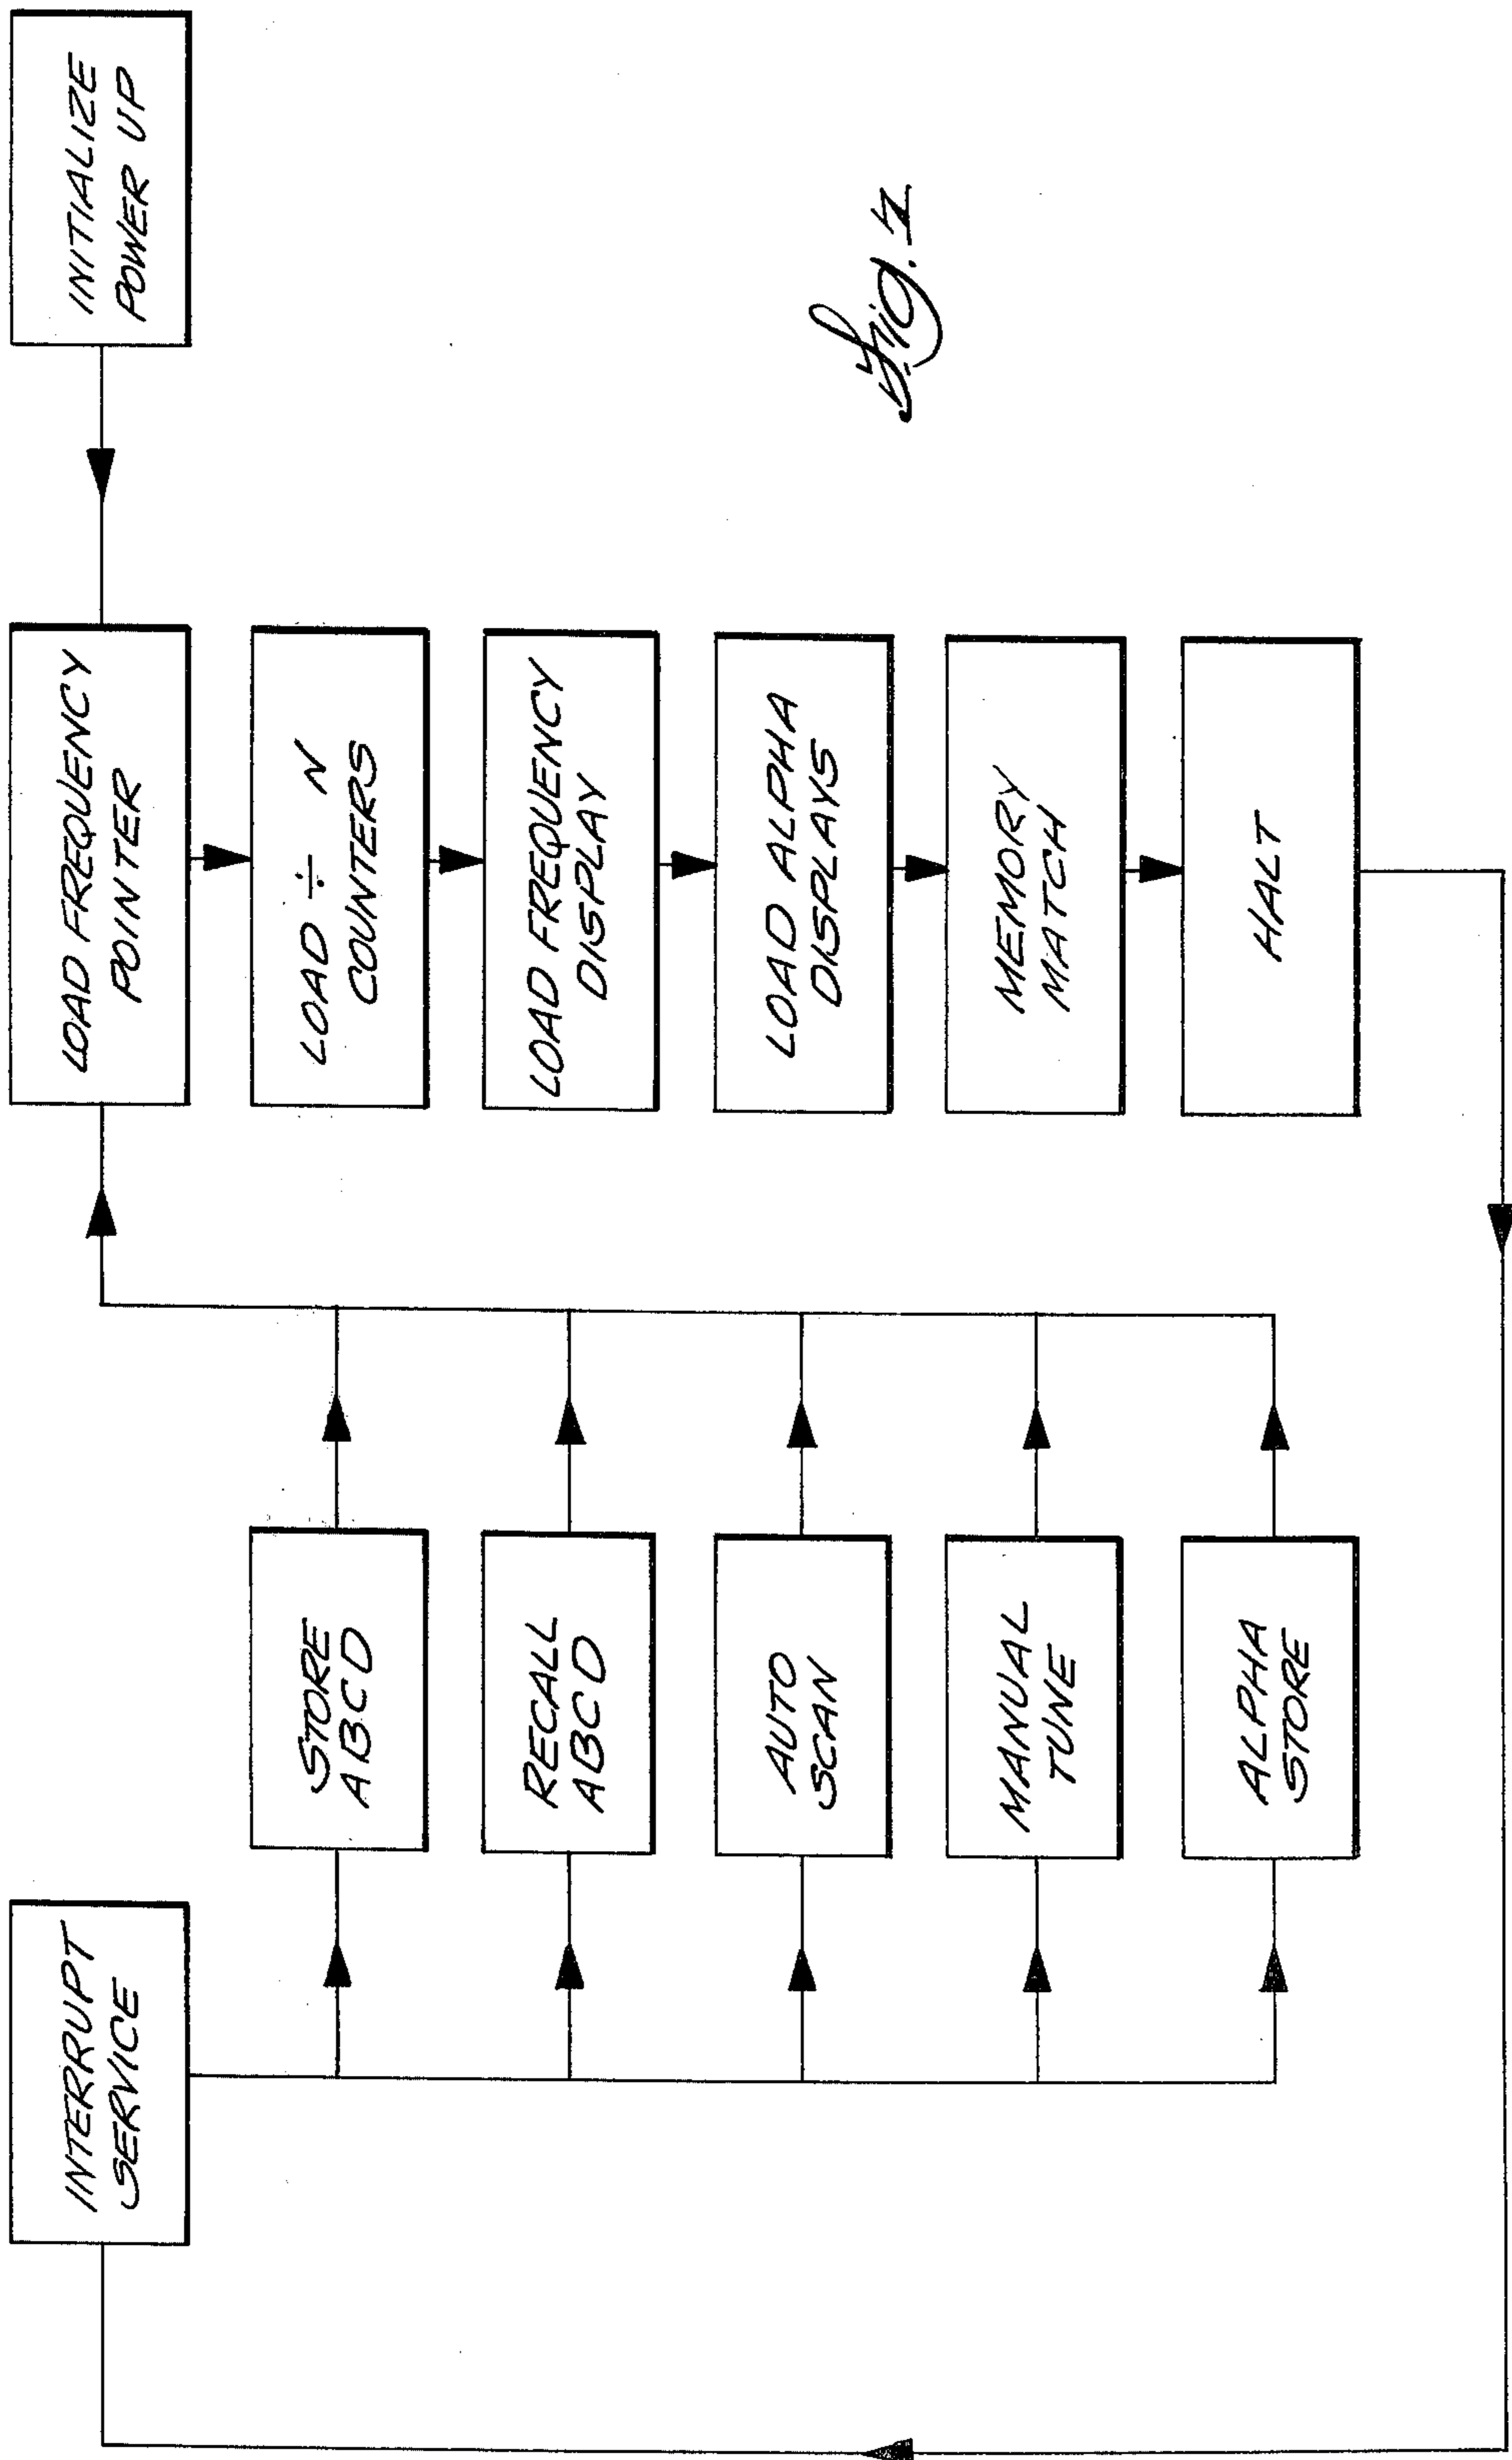 INTERRUPT
SERVICE
LOAD FREQUENCY
POINTER
INITIALIZE
POWER UP
STORE
ABCD
LOAD ÷ N
COUNTERS
RECALL
ABCD
LOAD FREQUENCY
DISPLAY
AUTO
SCAN
LOAD ALPHA
DISPLAYS
MANUAL
TUNE
MEMORY
MATCH
ALPHA
STORE
HALT
Fig. 1